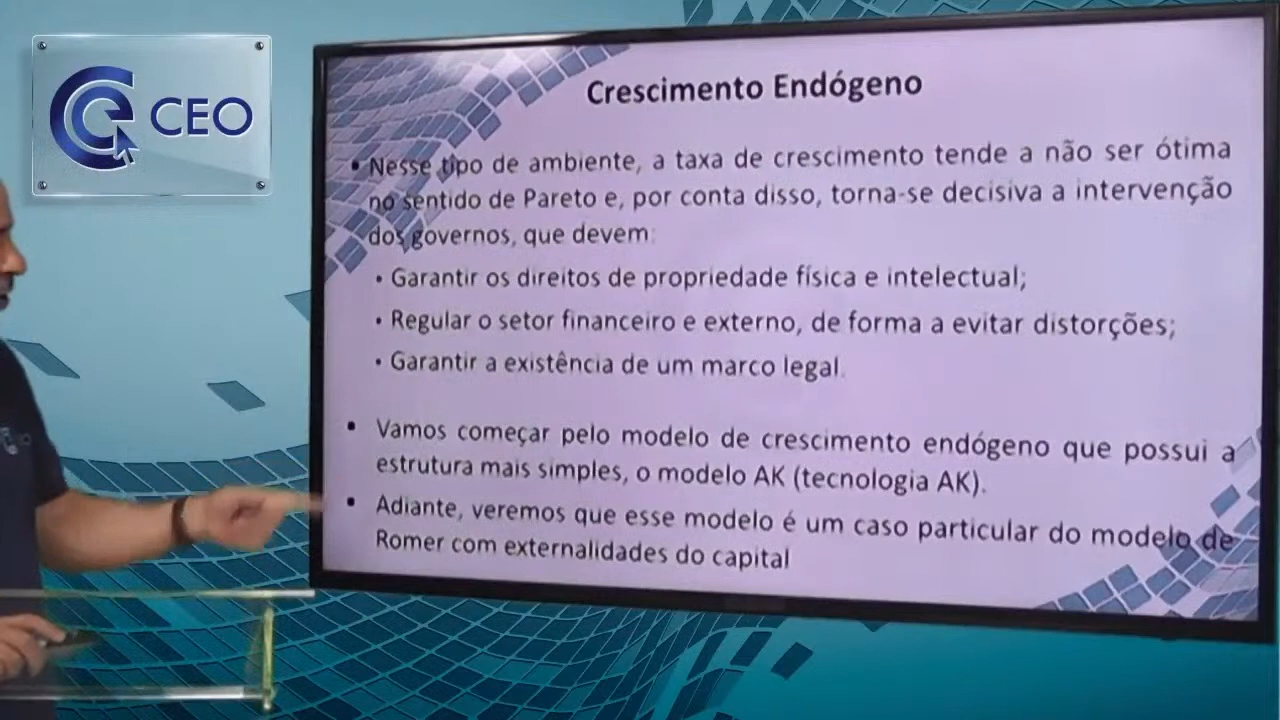 CEO
Crescimento Endógeno
• Nesse tipo de ambiente, a taxa de crescimento tende a não ser ótima
no sentido de Pareto e, por conta disso, torna-se decisiva a intervenção
dos governos, que devem:
• Garantir os direitos de propriedade física e intelectual;
• Regular o setor financeiro e externo, de forma a evitar distorções;
• Garantir a existência de um marco legal.
▪ Vamos começar pelo modelo de crescimento endógeno que possui a
estrutura mais simples, o modelo AK (tecnologia AK).
▪ Adiante, veremos que esse modelo é um caso particular do modelo de
Romer com externalidades do capital